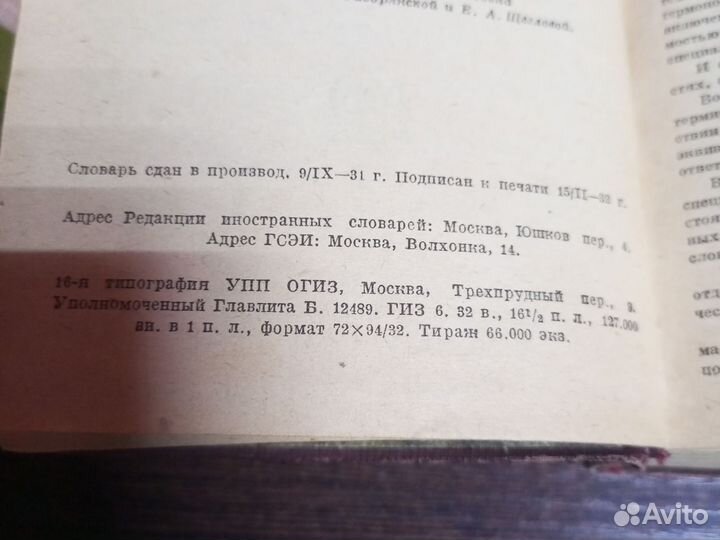 и Е. А. Щегловой.
Словарь сдан в производ. 9/IX—31 г. Подписан к печати 15/II—32 г.
Адрес Редакции иностранных словарей: Москва, Юшков пер., 4.
Адрес ГСЭИ: Москва, Волхонка, 14.
16-я типография УПП ОГИЗ, Москва, Трехпрудный пер., 9.
Уполномоченный Главлита Б. 12489. ГИЗ 6. 32 в., 16½ п. л., 127.000
зн. в 1 п. л., формат 72×94/32. Тираж 66.000 экз.
И
Avito